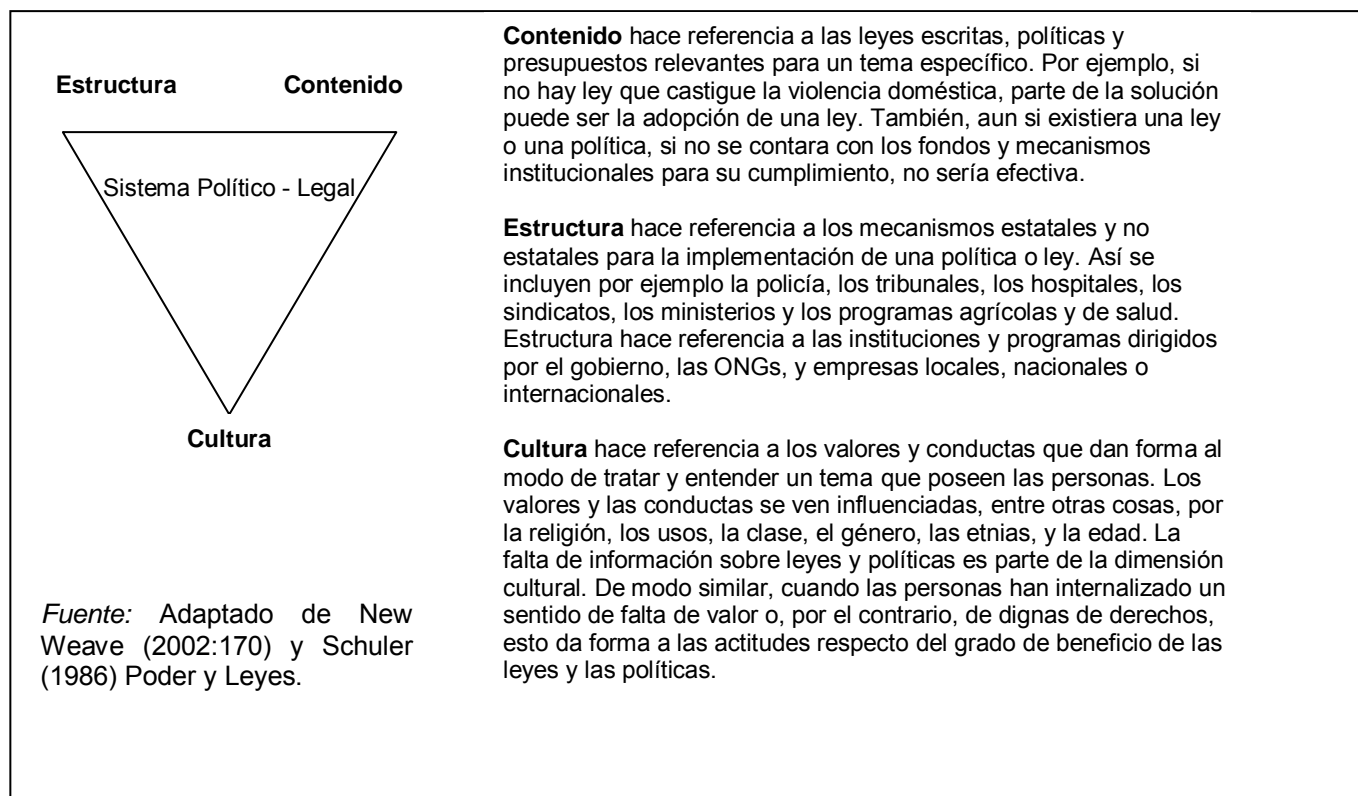 Estructura Contenido
Sistema Político - Legal
Cultura
Fuente: Adaptado de New
Weave (2002:170) y Schuler
(1986) Poder y Leyes.
Contenido hace referencia a las leyes escritas, políticas y
presupuestos relevantes para un tema específico. Por ejemplo, si
no hay ley que castigue la violencia doméstica, parte de la solución
puede ser la adopción de una ley. También, aun si existiera una ley
o una política, si no se contara con los fondos y mecanismos
institucionales para su cumplimiento, no sería efectiva.
Estructura hace referencia a los mecanismos estatales y no
estatales para la implementación de una política o ley. Así se
incluyen por ejemplo la policía, los tribunales, los hospitales, los
sindicatos, los ministerios y los programas agrícolas y de salud.
Estructura hace referencia a las instituciones y programas dirigidos
por el gobierno, las ONGs, y empresas locales, nacionales o
internacionales.
Cultura hace referencia a los valores y conductas que dan forma al
modo de tratar y entender un tema que poseen las personas. Los
valores y las conductas se ven influenciadas, entre otras cosas, por
la religión, los usos, la clase, el género, las etnias, y la edad. La
falta de información sobre leyes y políticas es parte de la dimensión
cultural. De modo similar, cuando las personas han internalizado un
sentido de falta de valor o, por el contrario, de dignas de derechos,
esto da forma a las actitudes respecto del grado de beneficio de las
leyes y las políticas.